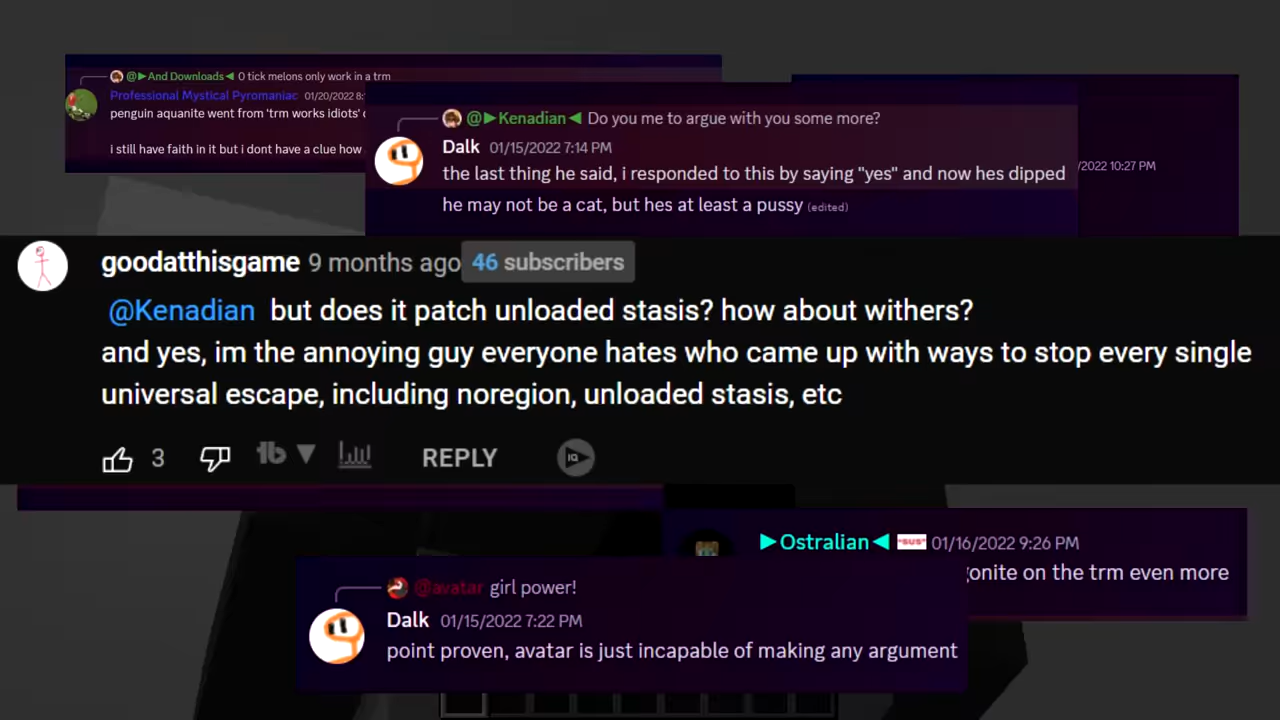 @►And Downloads◄ 0 tick melons only work in a trm
Professional Mystical Pyromaniac 01/20/2022 8:
penguin aquanite went from 'trm works idiots'
i still have faith in it but i dont have a clue how
@►Kenadian◄ Do you me to argue with you some more?
Dalk 01/15/2022 7:14 PM
the last thing he said, i responded to this by saying "yes" and now hes dipped
/2022 10:27 PM
he may not be a cat, but hes at least a pussy (edited)
goodatthisgame 9 months ago 46 subscribers
@Kenadian but does it patch unloaded stasis? how about withers?
and yes, im the annoying guy everyone hates who came up with ways to stop every single
universal escape, including noregion, unloaded stasis, etc
3 REPLY
IQ
►Ostralian◄ "SUS" 01/16/2022 9:26 PM
gonite on the trm even more
@avatar girl power!
Dalk 01/15/2022 7:22 PM
point proven, avatar is just incapable of making any argument